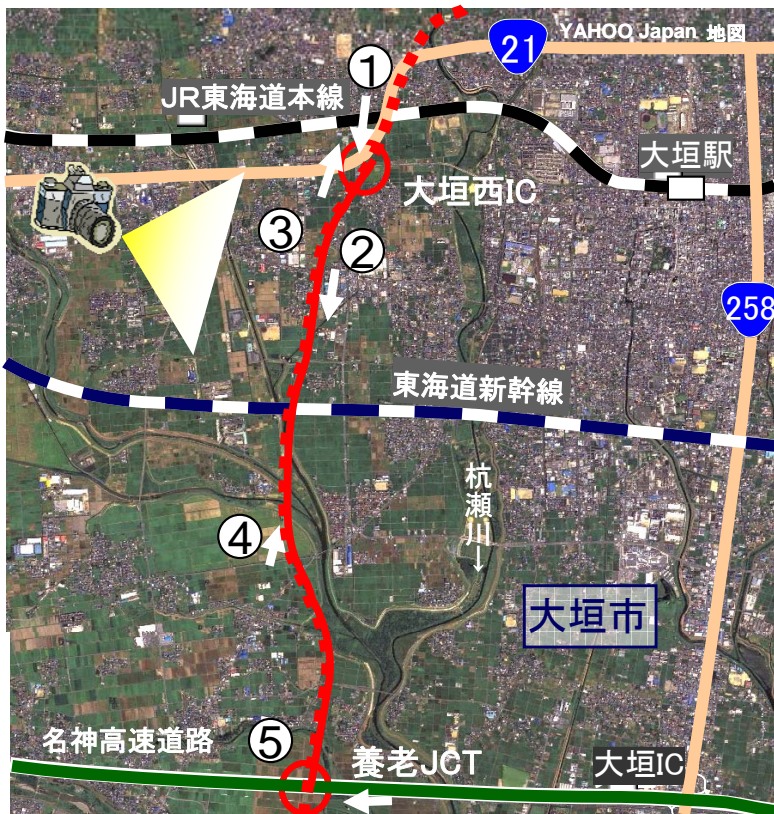 YAHOO Japan 地図
21
①
JR東海道本線
大垣駅
大垣西IC
③
②
258
東海道新幹線
杭瀬川
④
大垣市
名神高速道路
⑤
養老JCT
大垣IC